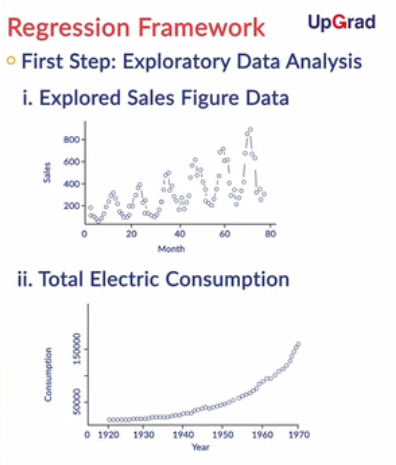 Regression Framework
UpGrad
First Step: Exploratory Data Analysis
i. Explored Sales Figure Data
Sales
800
600
400
200
0 20 40 60 80
Month
ii. Total Electric Consumption
Consumption
150000
50000
0 1920 1930 1940 1950 1960 1970
Year